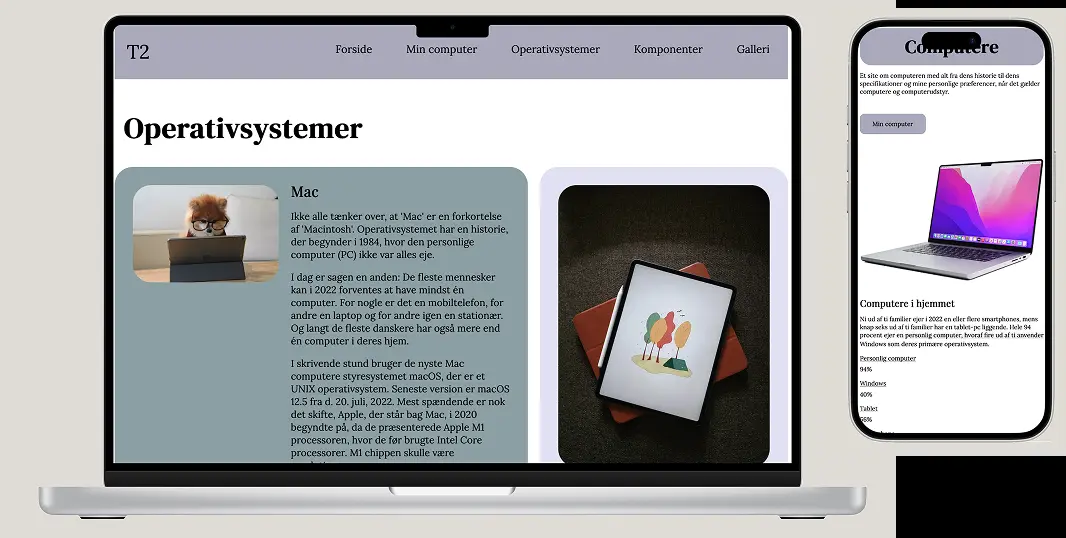 T2
Forside
Min computer
Operativsystemer
Komponenter
Galleri
Operativsystemer
Mac
Ikke alle tænker over, at 'Mac' er en forkortelse
af 'Macintosh'. Operativsystemet har en historie,
der begynder i 1984, hvor den personlige
computer (PC) ikke var alles eje.
I dag er sagen en anden: De fleste mennesker
kan i 2022 forventes at have mindst én
computer. For nogle er det en mobiltelefon, for
andre en laptop og for andre igen en stationær.
Og langt de fleste danskere har også mere end
én computer i deres hjem.
I skrivende stund bruger de nyste Mac
computere styresystemet macOS, der er et
UNIX operativsystem. Seneste version er macOS
12.5 fra d. 20. juli, 2022. Mest spændende er nok
det skifte, Apple, der står bag Mac, i 2020
begyndte på, da de præsenterede Apple M1
processoren, hvor de før brugte Intel Core
processorer. M1 chippen skulle være
Computere
Et site om computeren med alt fra dens historie til dens
specifikationer og mine personlige præferencer, når det gælder
computere og computerudstyr.
Min computer
Computere i hjemmet
Ni ud af ti familier ejer i 2022 en eller flere smartphones, mens
knap seks ud af ti familier har en tablet-pc liggende. Hele 94
procent ejer en personlig computer, hvoraf fire ud af ti anvender
Windows som deres primære operativsystem.
Personlig computer
94%
Windows
40%
Tablet
56%